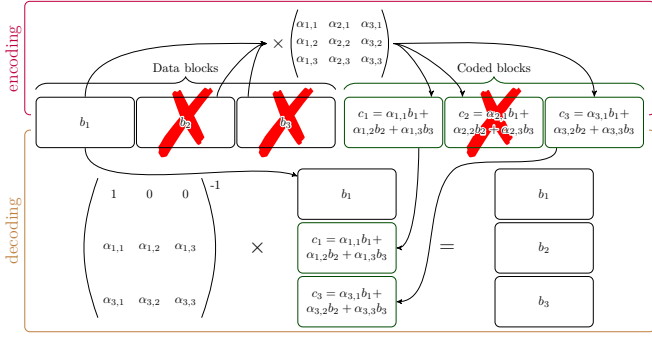 encoding
× ( α1,1 α2,1 α3,1
α1,2 α2,2 α3,2
α1,3 α2,3 α3,3 )
Data blocks
Coded blocks
b1
b2
b3
c1 = α1,1b1+
α1,2b2 + α1,3b3
c2 = α2,1b1+
α2,2b2 + α2,3b3
c3 = α3,1b1+
α3,2b2 + α3,3b3
decoding
( 1 0 0
α1,1 α1,2 α1,3
α3,1 α3,2 α3,3 ) -1
×
b1
c1 = α1,1b1+
α1,2b2 + α1,3b3
c3 = α3,1b1+
α3,2b2 + α3,3b3
=
b1
b2
b3